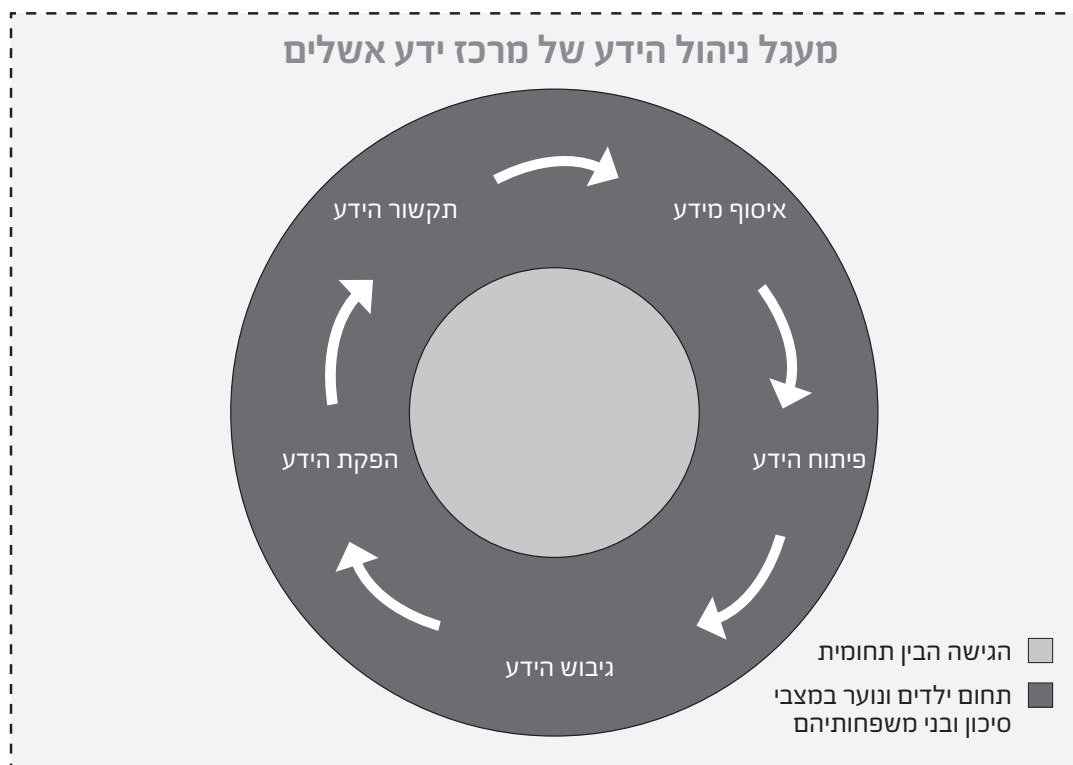 מעגל ניהול הידע של מרכז ידע אשלים
איסוף מידע
פיתוח הידע
גיבוש הידע
הפקת הידע
תקשור הידע
הגישה הבין תחומית
תחום ילדים ונוער במצבי
סיכון ובני משפחותיהם